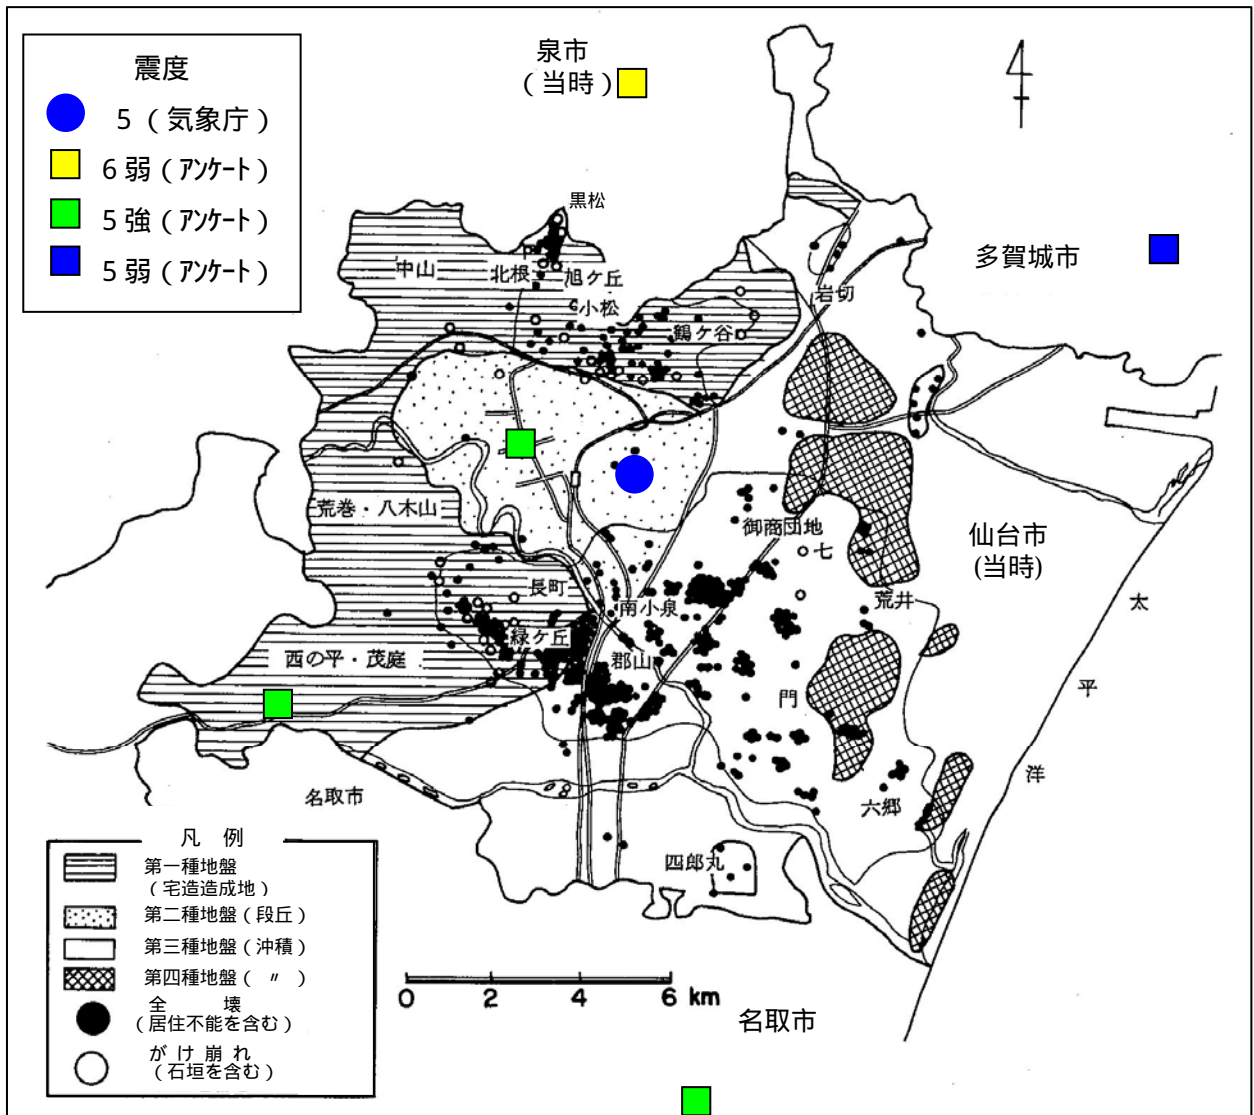 震度
5（気象庁）
6弱（アンケート）
5強（アンケート）
5弱（アンケート）
泉市
（当時）
黒松
中山
北根
旭ケ丘
小松
鶴ケ谷
岩切
多賀城市
荒巻・八木山
御商団地
七
仙台市
(当時)
長町
南小泉
荒井
緑ケ丘
郡山
西の平・茂庭
門
太
平
洋
名取市
六郷
四郎丸
凡 例
第一種地盤
（宅造造成地）
第二種地盤（段丘）
第三種地盤（沖積）
第四種地盤（ 〃 ）
全 壊
（居住不能を含む）
がけ崩れ
（石垣を含む）
0 2 4 6 km
名取市